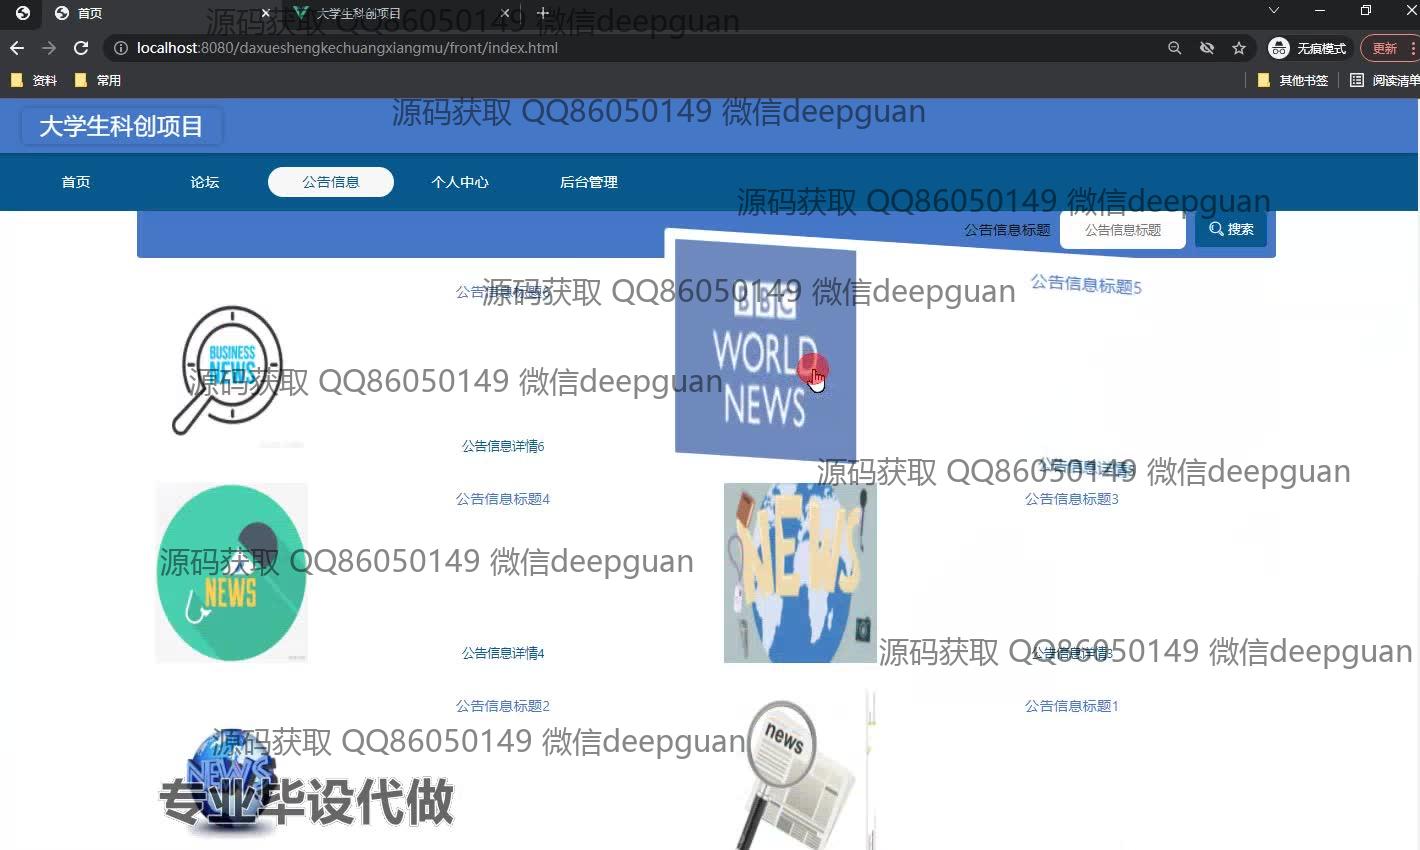 首页
大学生科创项目
源码获取 QQ86050149 微信deepguan
localhost:8080/daxueshengkechuangxiangmu/front/index.html
无痕模式
更新
资料
常用
其他书签
阅读清单
大学生科创项目
源码获取 QQ86050149 微信deepguan
首页
论坛
公告信息
个人中心
后台管理
源码获取 QQ86050149 微信deepguan
公告信息标题
公告信息标题
搜索
公告信息标题6
源码获取 QQ86050149 微信deepguan
公告信息标题5
BUSINESS
NEWS
BBC
WORLD
NEWS
源码获取 QQ86050149 微信deepguan
公告信息详情6
公告信息详情5
源码获取 QQ86050149 微信deepguan
公告信息标题4
公告信息标题3
NEWS
NEWS
源码获取 QQ86050149 微信deepguan
公告信息详情4
公告信息详情3
源码获取 QQ86050149 微信deepguan
公告信息标题2
公告信息标题1
news
源码获取 QQ86050149 微信deepguan
NEWS
专业毕设代做